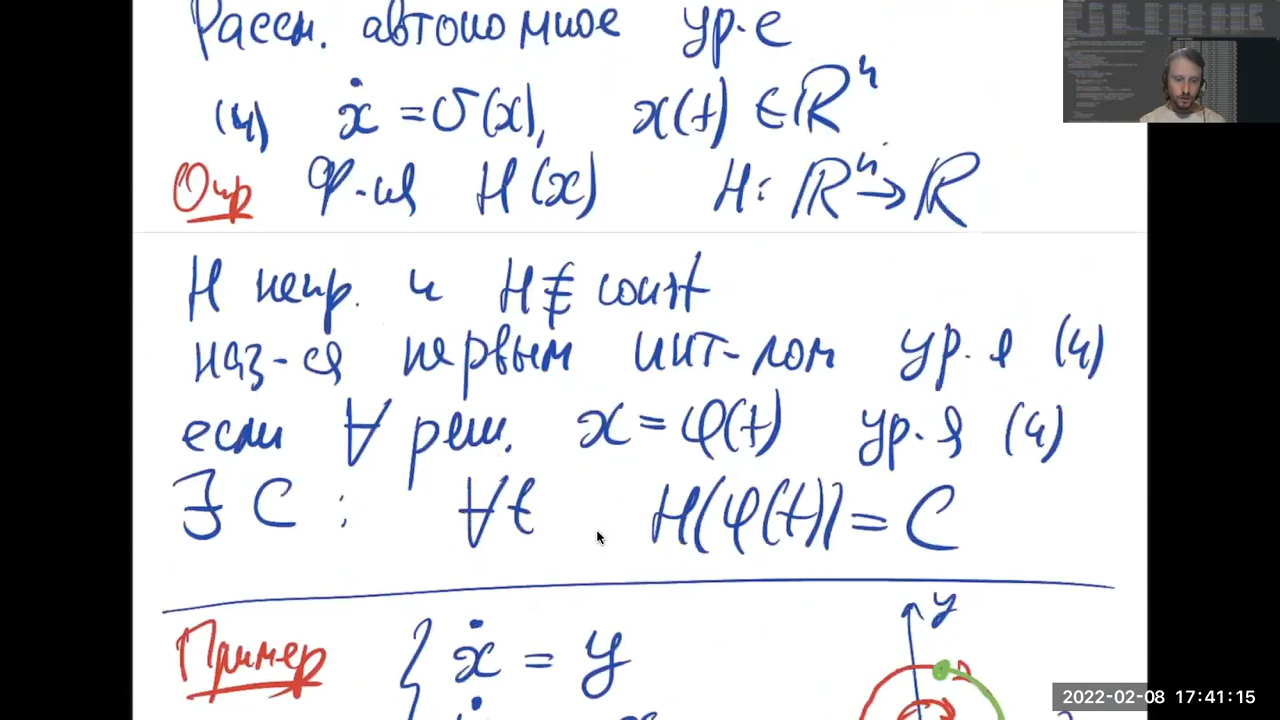 Рассм. автономное ур-е
(4) ẋ = v(x), x(t) ∈ ℝⁿ
Опр Ф-ия H(x) H: ℝⁿ → ℝ
H непр. и H ≢ const
наз-ся первым инт-лом ур-я (4)
если ∀ реш. x = φ(t) ур-я (4)
∃ C : ∀t H(φ(t)) = C
Пример { ẋ = y
y
2022-02-08 17:41:15